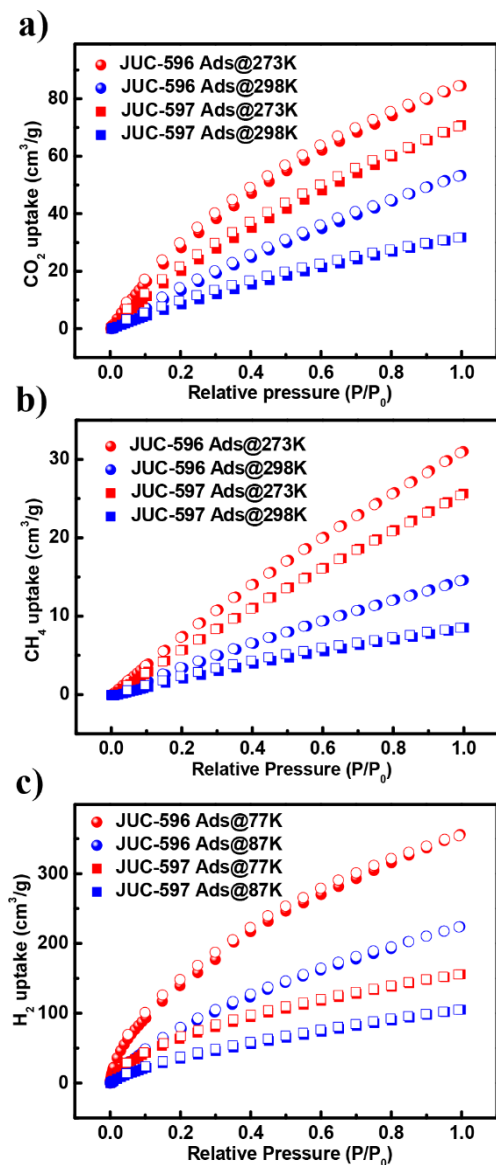 a)
JUC-596 Ads@273K
JUC-596 Ads@298K
JUC-597 Ads@273K
JUC-597 Ads@298K
CO2 uptake (cm³/g)
80
60
40
20
0
0.0 0.2 0.4 0.6 0.8 1.0
Relative pressure (P/P0)
b)
JUC-596 Ads@273K
JUC-596 Ads@298K
JUC-597 Ads@273K
JUC-597 Ads@298K
CH4 uptake (cm³/g)
30
20
10
0
0.0 0.2 0.4 0.6 0.8 1.0
Relative Pressure (P/P0)
c)
JUC-596 Ads@77K
JUC-596 Ads@87K
JUC-597 Ads@77K
JUC-597 Ads@87K
H2 uptake (cm³/g)
300
200
100
0
0.0 0.2 0.4 0.6 0.8 1.0
Relative Pressure (P/P0)